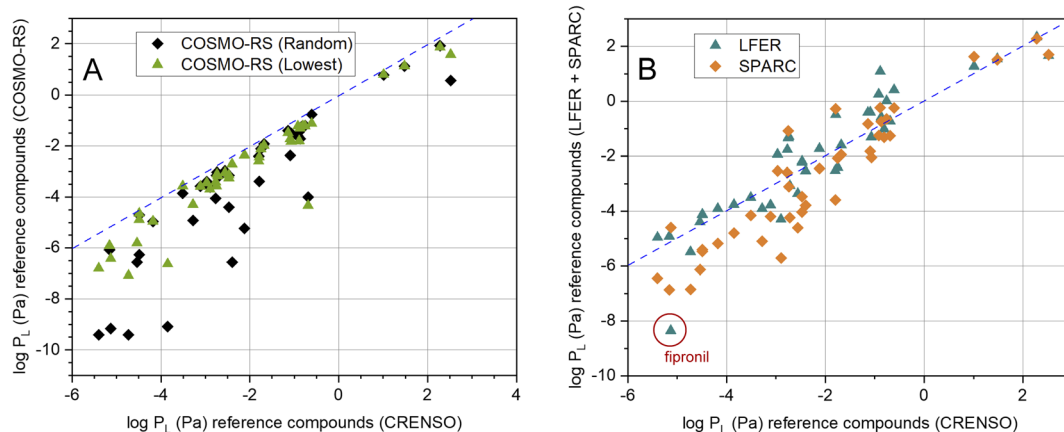 A
COSMO-RS (Random)
COSMO-RS (Lowest)
log P_L (Pa) reference compounds (COSMO-RS)
2
0
-2
-4
-6
-8
-10
-6 -4 -2 0 2 4
log P_L (Pa) reference compounds (CRENSO)
B
LFER
SPARC
log P_L (Pa) reference compounds (LFER + SPARC)
4
2
0
-2
-4
-6
-8
-10
fipronil
-6 -4 -2 0 2
log P_L (Pa) reference compounds (CRENSO)